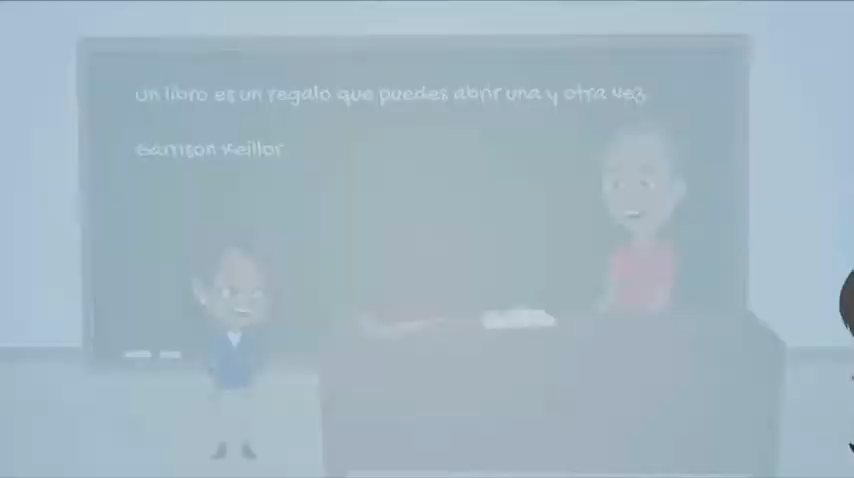 un libro es un regalo que puedes abrir una y otra vez
Garrison Keillor